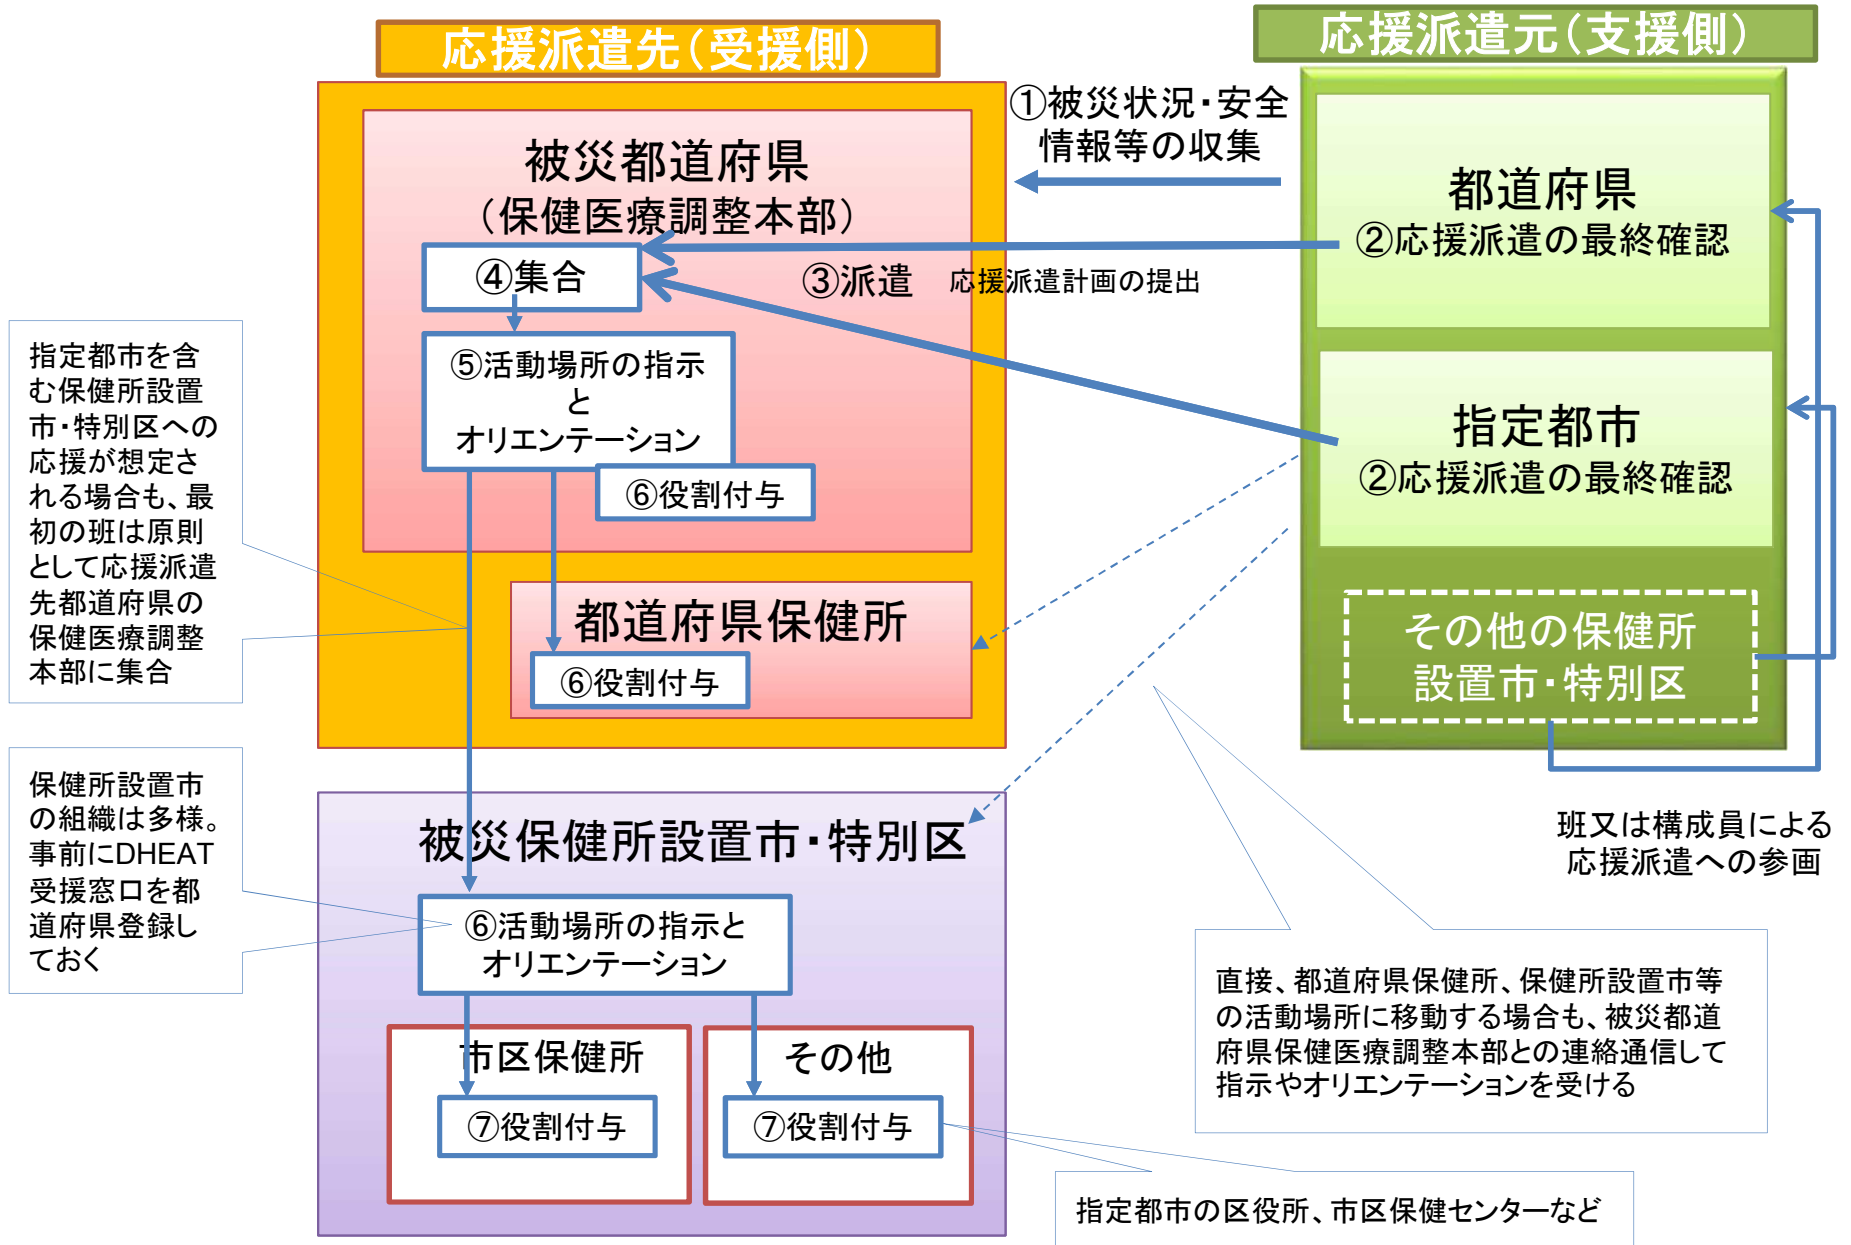 応援派遣先（受援側）
応援派遣元（支援側）
被災都道府県
（保健医療調整本部）
④集合
⑤活動場所の指示
と
オリエンテーション
⑥役割付与
都道府県保健所
⑥役割付与
①被災状況・安全
情報等の収集
③派遣　応援派遣計画の提出
都道府県
②応援派遣の最終確認
指定都市
②応援派遣の最終確認
その他の保健所
設置市・特別区
班又は構成員による
応援派遣への参画
指定都市を含
む保健所設置
市・特別区への
応援が想定さ
れる場合も、最
初の班は原則
として応援派遣
先都道府県の
保健医療調整
本部に集合
保健所設置市
の組織は多様。
事前にDHEAT
受援窓口を都
道府県登録し
ておく
被災保健所設置市・特別区
⑥活動場所の指示と
オリエンテーション
市区保健所
⑦役割付与
その他
⑦役割付与
直接、都道府県保健所、保健所設置市等
の活動場所に移動する場合も、被災都道
府県保健医療調整本部との連絡通信して
指示やオリエンテーションを受ける
指定都市の区役所、市区保健センターなど